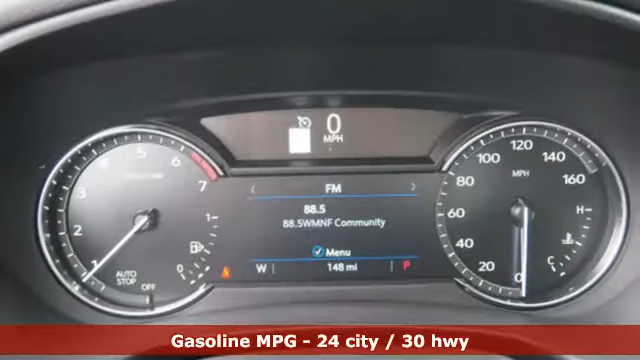 0
MPH
1 2 3 4 5 6 7
AUTO
STOP
OFF
1
0
FM
88.5
88.5WMNF Community
Menu
W 148 mi P
MPH
0 20 40 60 80 100 120 140 160
H
C
Gasoline MPG - 24 city / 30 hwy